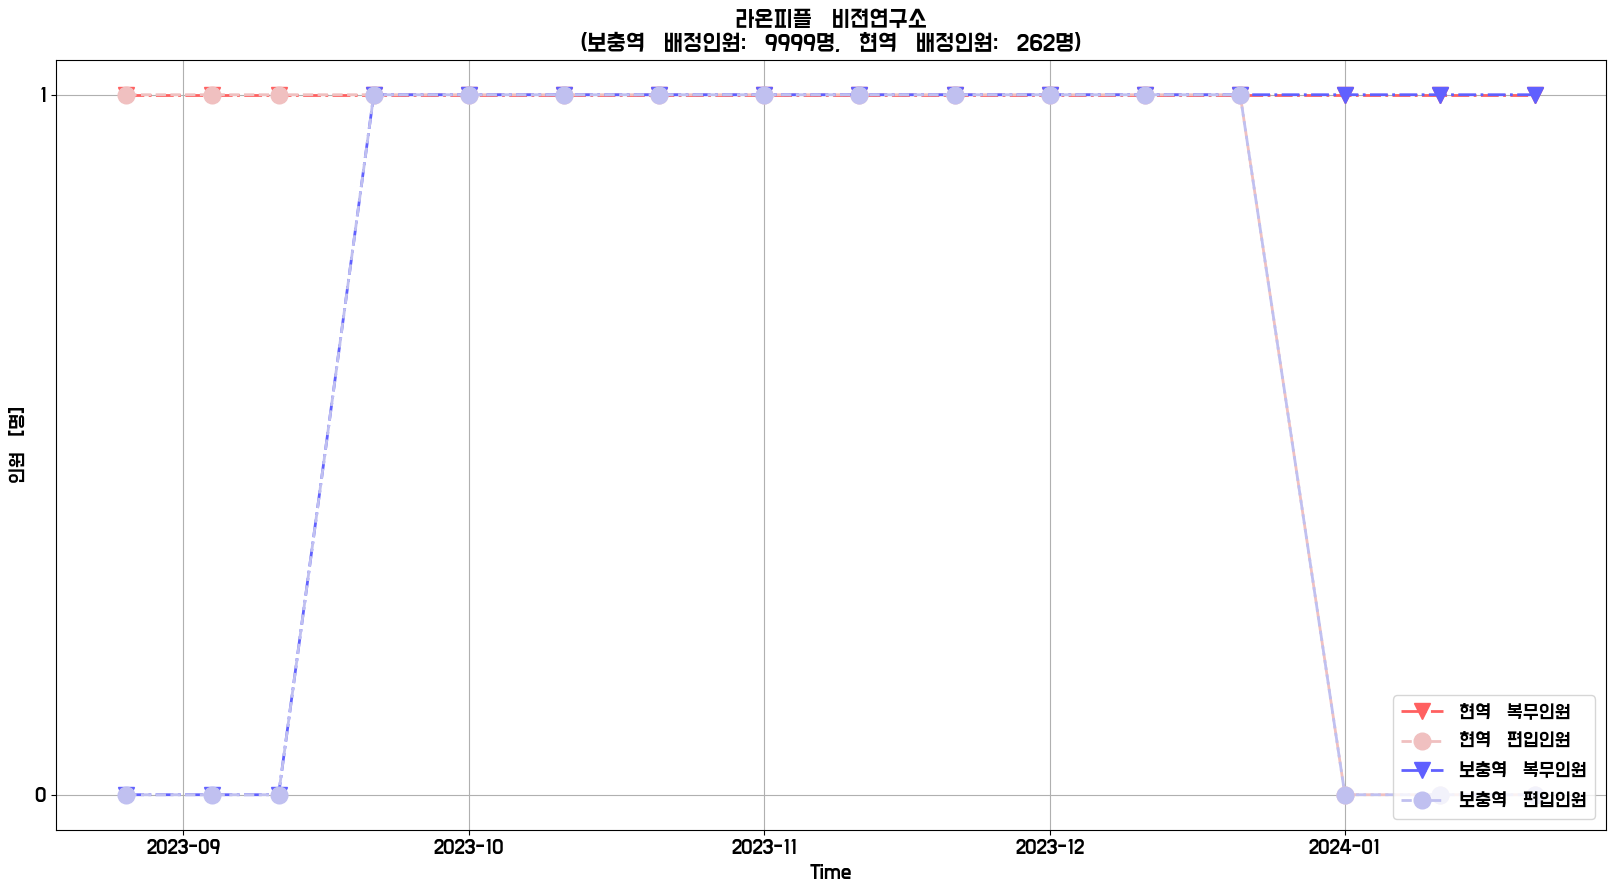 라온피플 비젼연구소
(보충역 배정인원: 9999명, 현역 배정인원: 262명)
인원 [명]
1
0
현역 복무인원
현역 편입인원
보충역 복무인원
보충역 편입인원
2023-09
2023-10
2023-11
2023-12
2024-01
Time